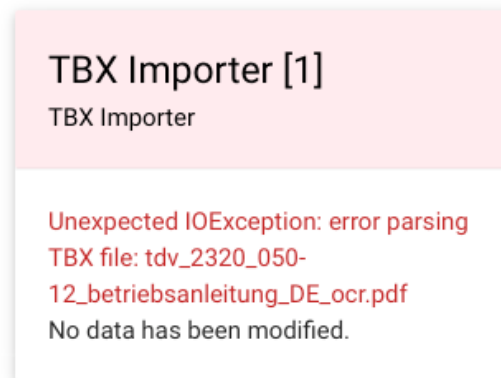 TBX Importer [1]
TBX Importer
Unexpected IOException: error parsing
TBX file: tdv_2320_050-
12_betriebsanleitung_DE_ocr.pdf
No data has been modified.